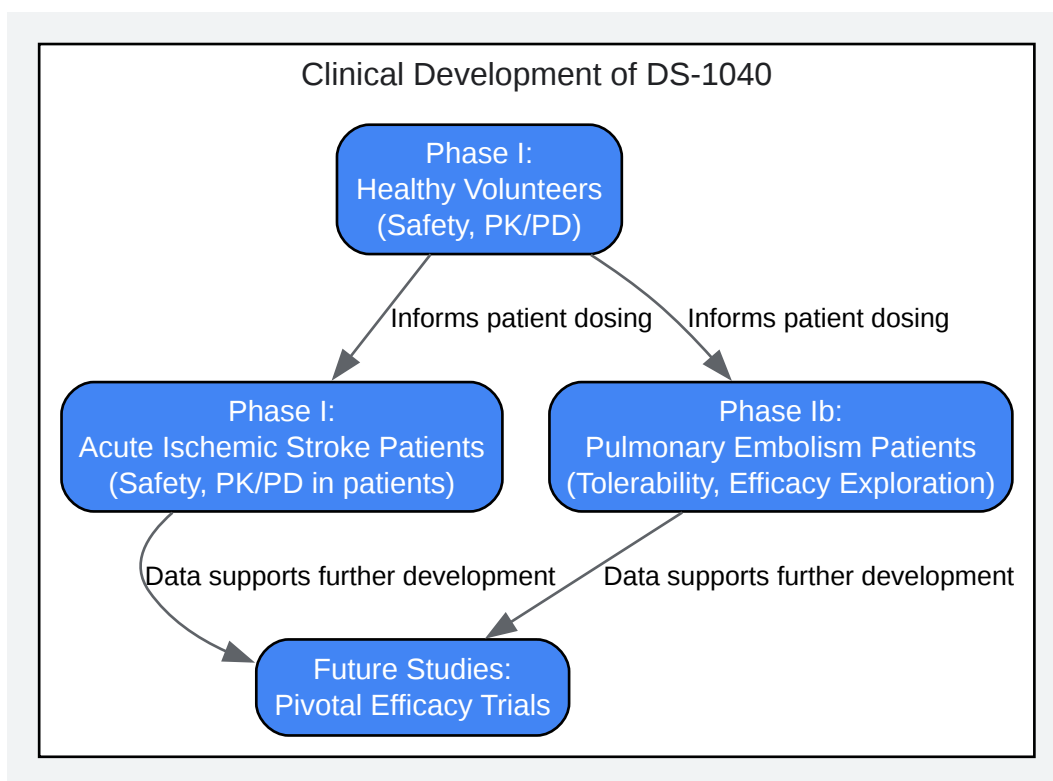 Clinical Development of DS-1040
Phase I:
Healthy Volunteers
(Safety, PK/PD)
Informs patient dosing
Informs patient dosing
Phase I:
Acute Ischemic Stroke Patients
(Safety, PK/PD in patients)
Phase Ib:
Pulmonary Embolism Patients
(Tolerability, Efficacy Exploration)
Data supports further development
Data supports further development
Future Studies:
Pivotal Efficacy Trials